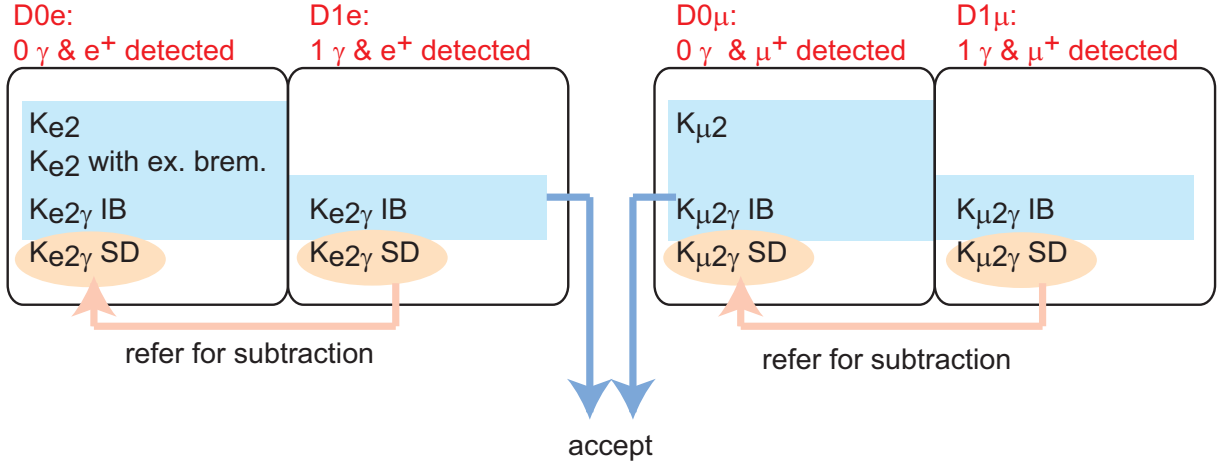 D0e:
0 γ & e⁺ detected
D1e:
1 γ & e⁺ detected
Ke2
Ke2 with ex. brem.
Ke2γ IB
Ke2γ SD
Ke2γ IB
Ke2γ SD
refer for subtraction
accept
D0μ:
0 γ & μ⁺ detected
D1μ:
1 γ & μ⁺ detected
Kμ2
Kμ2γ IB
Kμ2γ SD
Kμ2γ IB
Kμ2γ SD
refer for subtraction